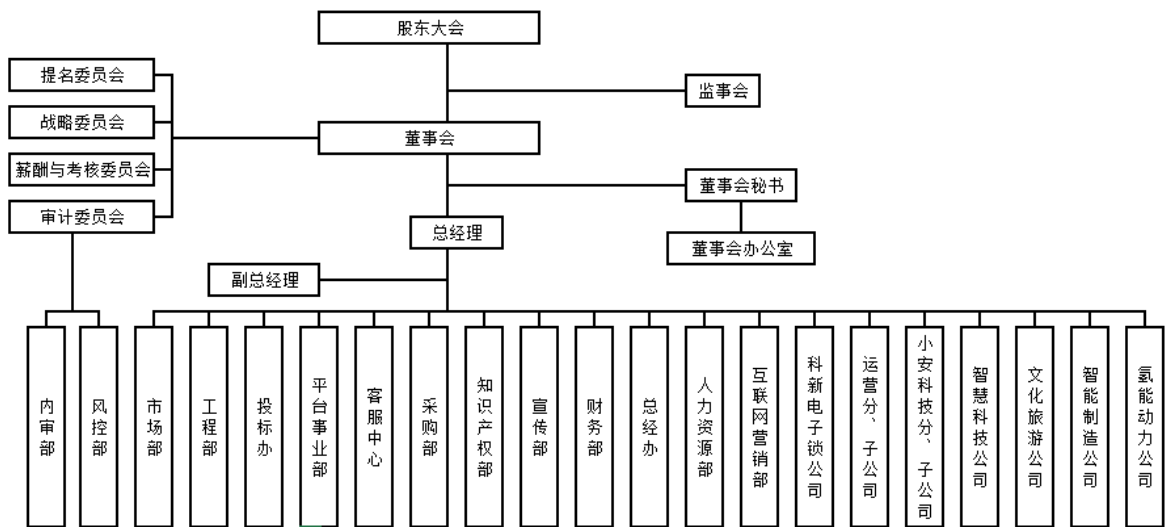 股东大会
提名委员会
监事会
战略委员会
董事会
薪酬与考核委员会
董事会秘书
审计委员会
总经理
董事会办公室
副总经理
内审部
风控部
市场部
工程部
投标办
平台事业部
客服中心
采购部
知识产权部
宣传部
财务部
总经办
人力资源部
互联网营销部
科新电子锁公司
运营分、子公司
小安科技分、子公司
智慧科技公司
文化旅游公司
智能制造公司
氢能动力公司